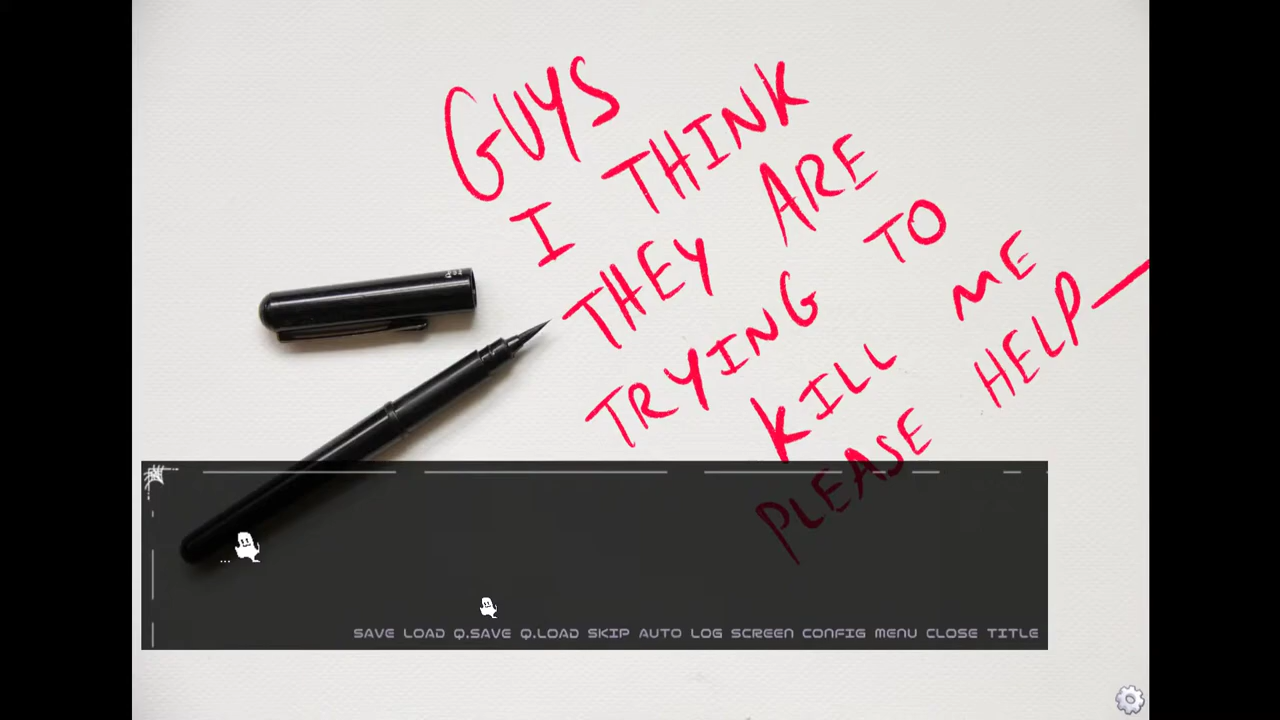 GUYS
I THINK
THEY ARE
TRYING TO
KILL ME
PLEASE HELP
...
SAVE LOAD Q.SAVE Q.LOAD SKIP AUTO LOG SCREEN CONFIG MENU CLOSE TITLE